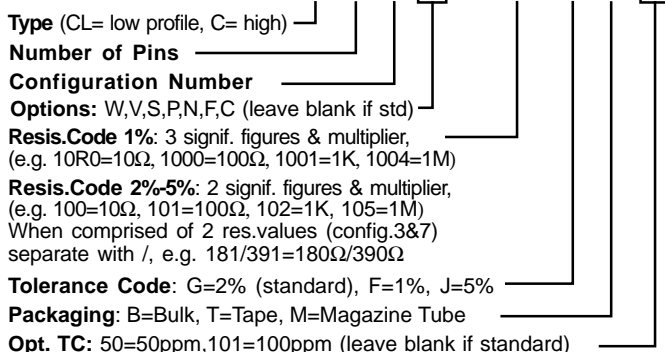 Type (CL= low profile, C= high)
Number of Pins
Configuration Number
Options: W,V,S,P,N,F,C (leave blank if std)
Resis.Code 1%: 3 signif. figures & multiplier,
(e.g. 10R0=10Ω, 1000=100Ω, 1001=1K, 1004=1M)
Resis.Code 2%-5%: 2 signif. figures & multiplier,
(e.g. 100=10Ω, 101=100Ω, 102=1K, 105=1M)
When comprised of 2 res.values (config.3&7)
separate with /, e.g. 181/391=180Ω/390Ω
Tolerance Code: G=2% (standard), F=1%, J=5%
Packaging: B=Bulk, T=Tape, M=Magazine Tube
Opt. TC: 50=50ppm,101=100ppm (leave blank if standard)